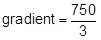 gradient = 750/3